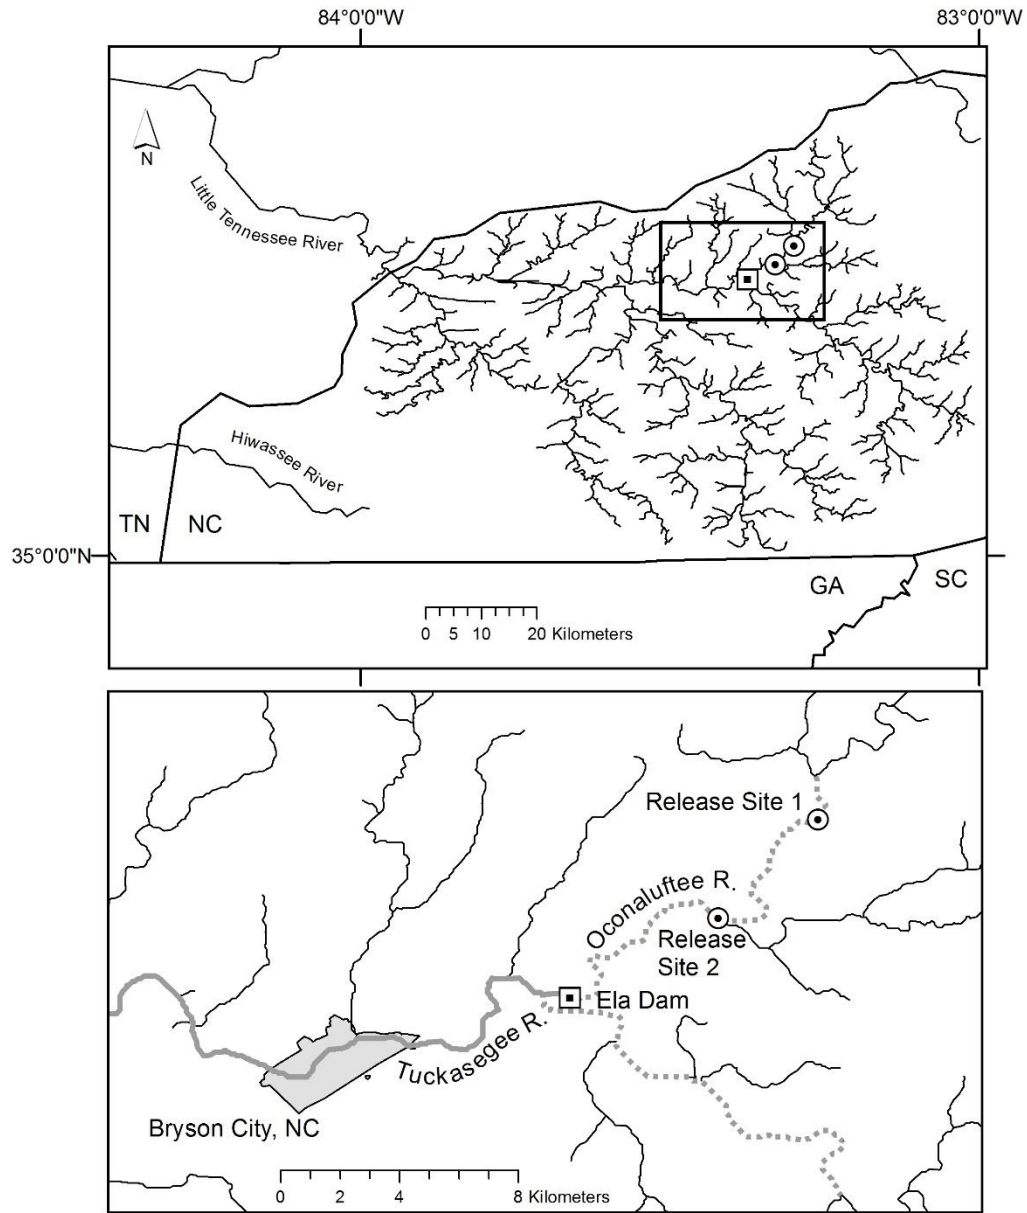 84°0'0"W
83°0'0"W
N
Little Tennessee River
Hiwassee River
TN
NC
35°0'0"N
GA
SC
0 5 10 20 Kilometers
Release Site 1
Oconaluftee R.
Release
Site 2
Ela Dam
Tuckasegee R.
Bryson City, NC
0 2 4 8 Kilometers